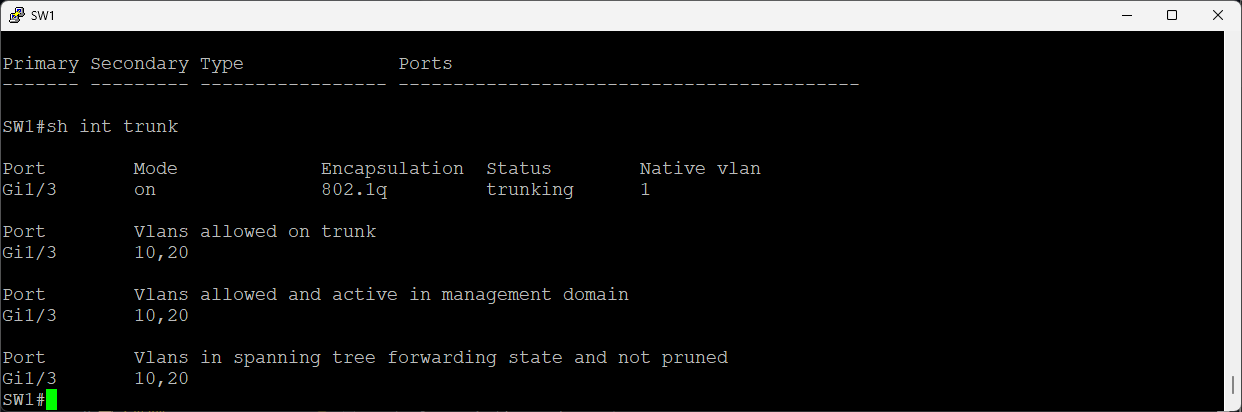 SW1
Primary Secondary Type              Ports
------- --------- ----------------- ------------------------------------------
SW1#sh int trunk
Port        Mode             Encapsulation  Status        Native vlan
Gi1/3       on               802.1q         trunking      1
Port        Vlans allowed on trunk
Gi1/3       10,20
Port        Vlans allowed and active in management domain
Gi1/3       10,20
Port        Vlans in spanning tree forwarding state and not pruned
Gi1/3       10,20
SW1#